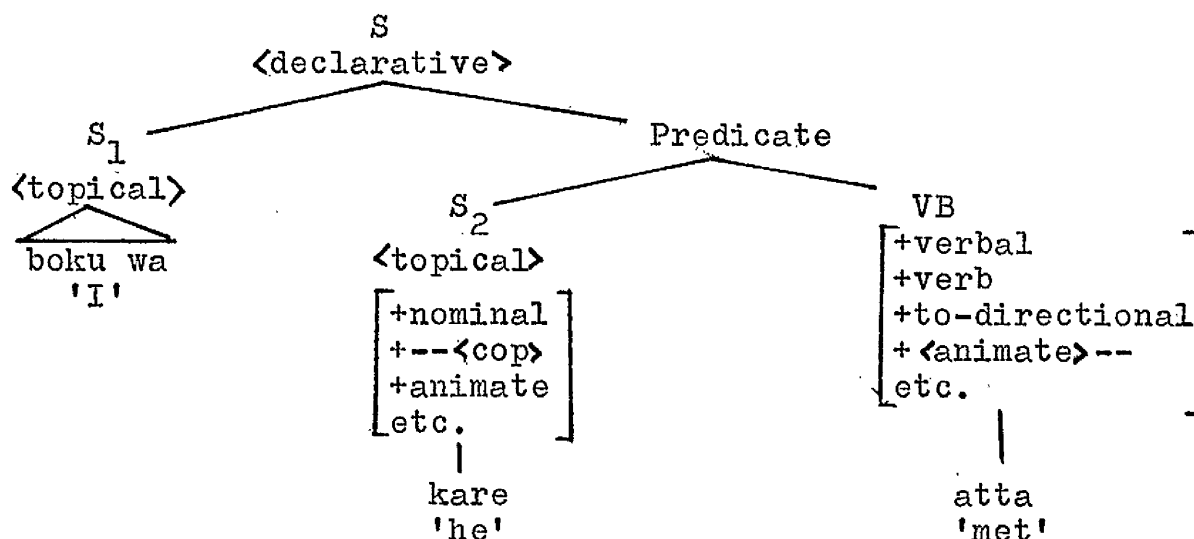 S
<declarative>
S₁
Predicate
<topical>
S₂
VB
boku wa
'I'
<topical>
+verbal
+verb
+nominal
+to-directional
+--<cop>
+<animate>--
+animate
etc.
etc.
kare
atta
'he'
'met'